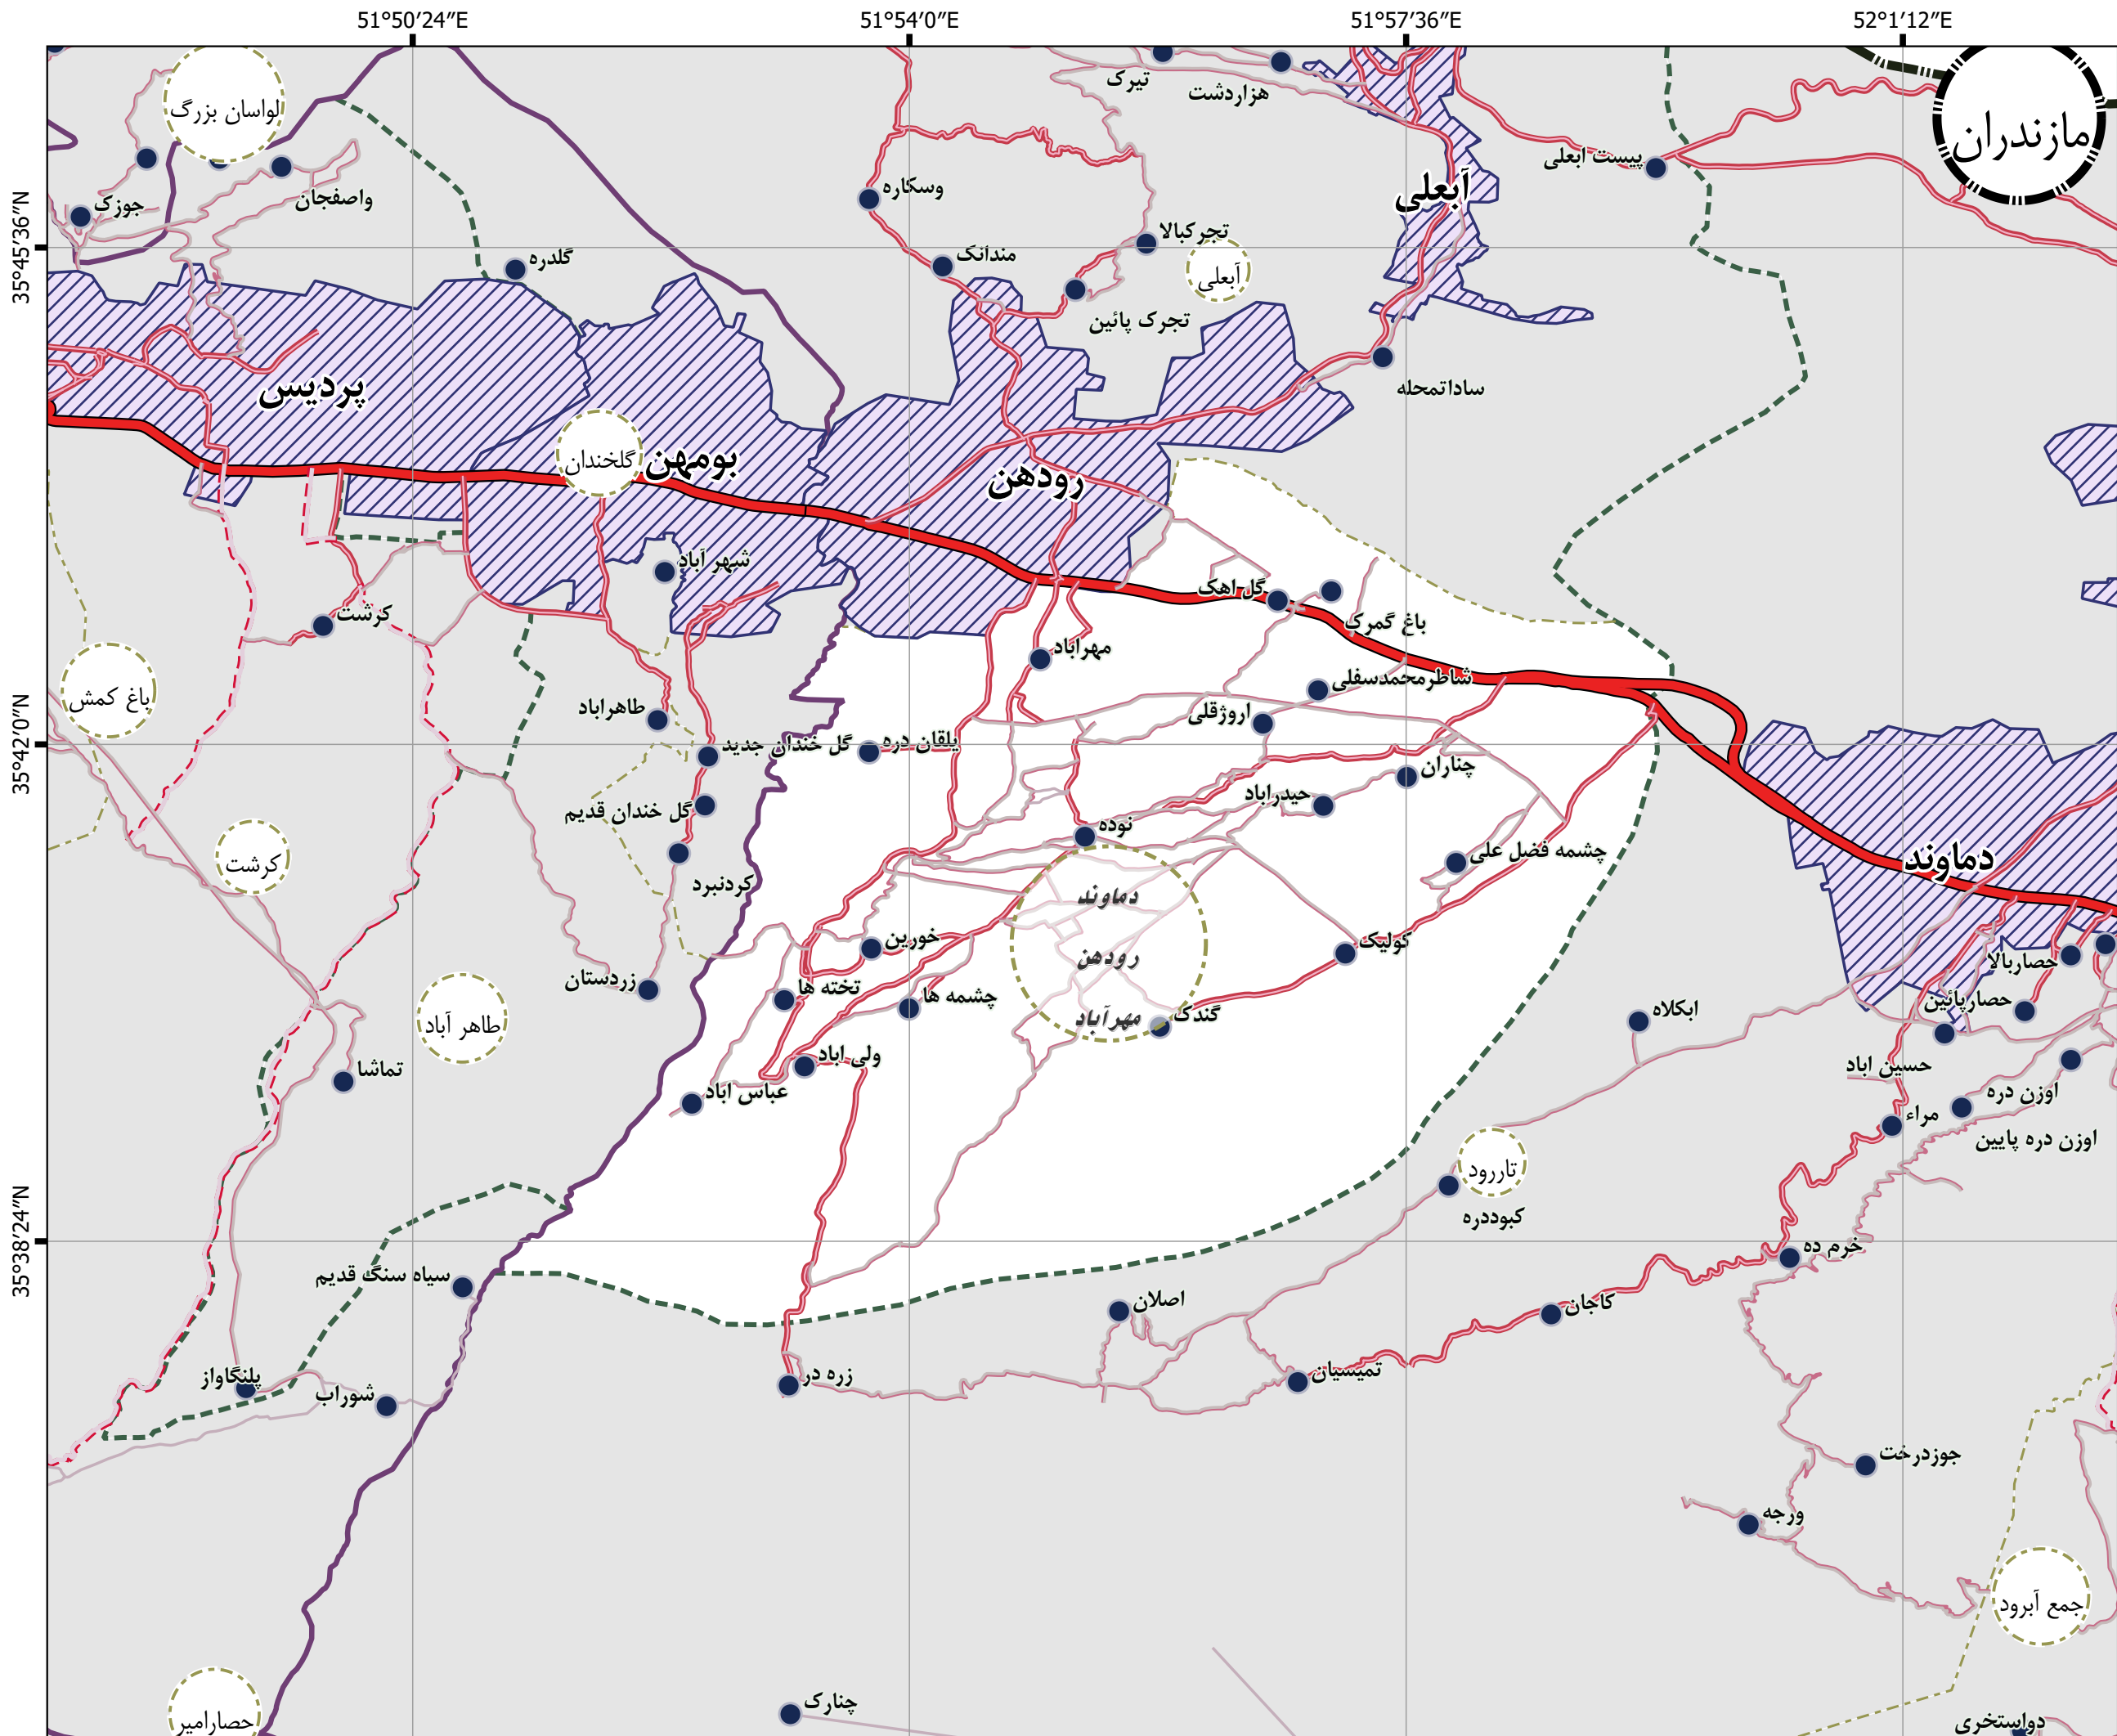 51°50'24"E
51°54'0"E
51°57'36"E
52°1'12"E
35°45'36"N
35°42'0"N
35°38'24"N
لواسان بزرگ
تیرک
هزاردشت
مازندران
پیست ابعلی
واصفجان
جوزک
وسکاره
آبعلی
تجرکبالا
مندانک
گلدره
آبعلی
تجرک پائین
ساداتمحله
پردیس
گلخندان
بومهن
رودهن
شهر آباد
گل اهک
باغ گمرک
کرشت
مهراباد
شاطرمحمدسفلی
باغ کمش
طاهراباد
اروژقلی
یلقان دره
گل خندان جدید
چناران
حیدراباد
گل خندان قدیم
نوده
کرشت
چشمه فضل علی
دماوند
کردنبرد
دماوند
رودهن
مهرآباد
خورین
کولیک
حصاربالا
زردستان
تخته ها
چشمه ها
گندک
حصارپائین
ابکلاه
طاهر آباد
تماشا
ولی اباد
عباس اباد
حسین اباد
اوزن دره
مراء
اوزن دره پایین
تاررود
کبوددره
خرم ده
سیاه سنگ قدیم
اصلان
کاجان
پلنگاواز
شوراب
زره در
تمیسیان
جوزدرخت
ورجه
جمع آبرود
چنارک
حصارامیر
دواستخری